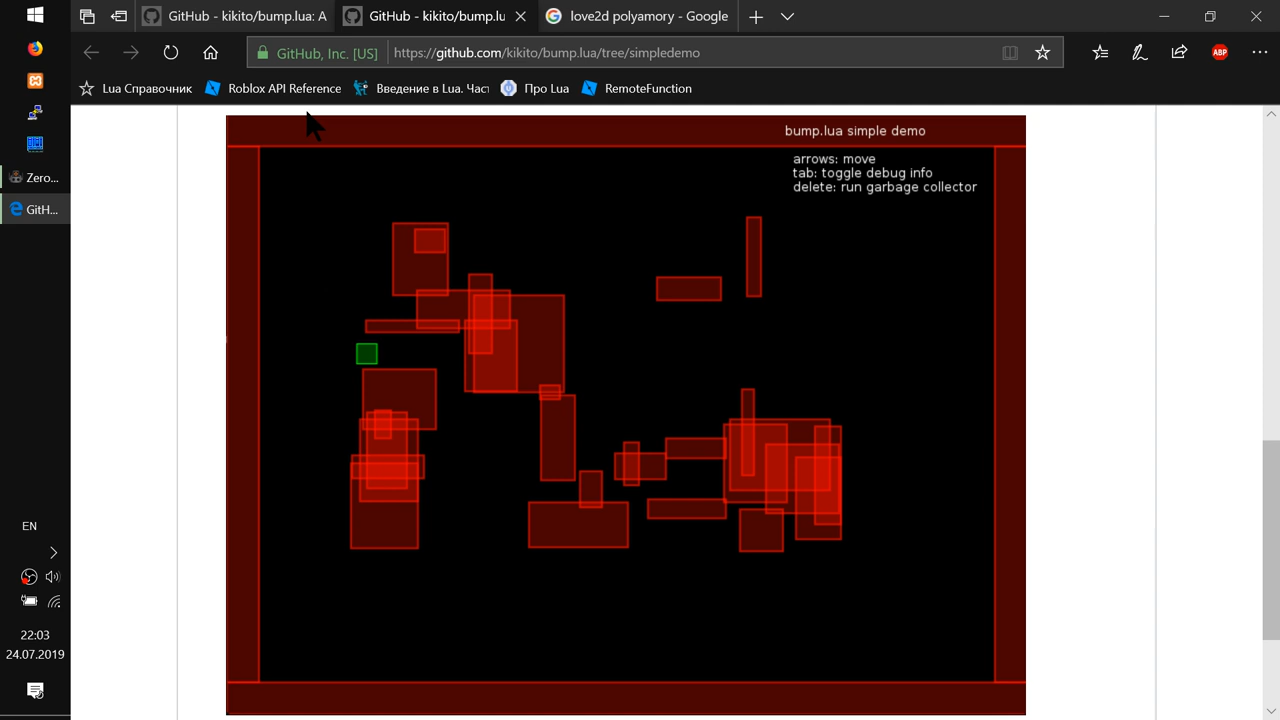 GitHub - kikito/bump.lua: A
GitHub - kikito/bump.lu
love2d polyamory - Google
GitHub, Inc. [US]
https://github.com/kikito/bump.lua/tree/simpledemo
ABP
Lua Справочник
Roblox API Reference
Введение в Lua. Част
Про Lua
RemoteFunction
Zero...
GitH...
bump.lua simple demo
arrows: move
tab: toggle debug info
delete: run garbage collector
EN
22:03
24.07.2019